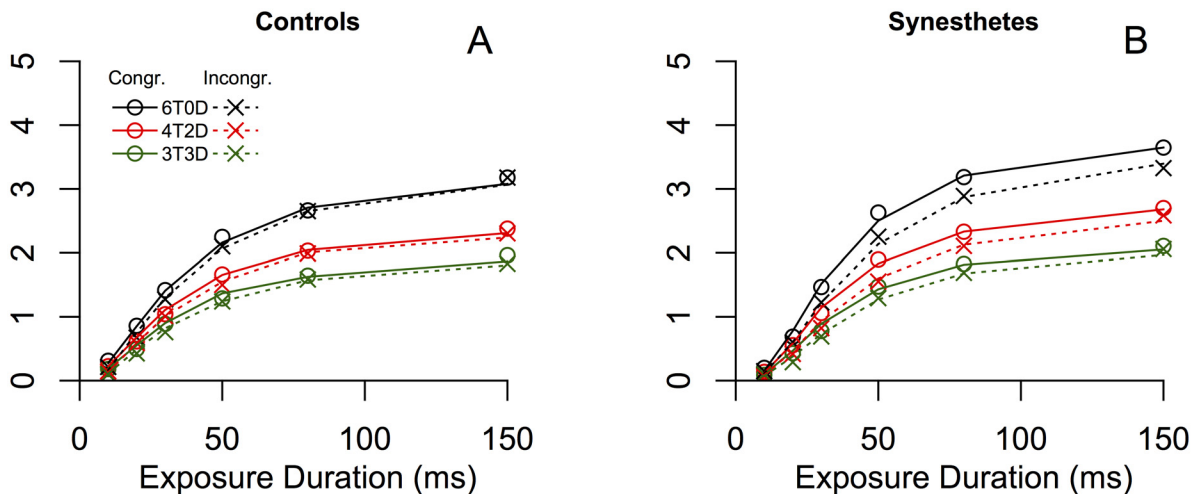 Controls
A
5
4
3
2
1
0
Congr. Incongr.
6T0D
4T2D
3T3D
0 50 100 150
Exposure Duration (ms)
Synesthetes
B
5
4
3
2
1
0
0 50 100 150
Exposure Duration (ms)